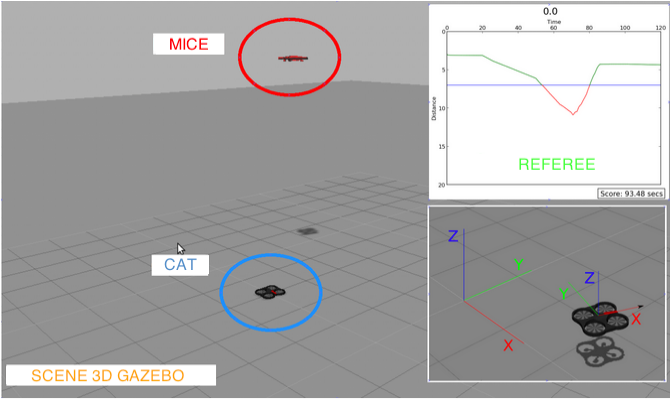 MICE
CAT
SCENE 3D GAZEBO
0.0
Time
0 20 40 60 80 100 120
0
5
10
15
20
Distance
REFEREE
Score: 93.48 secs
Z
Y
X
Z
Y
X